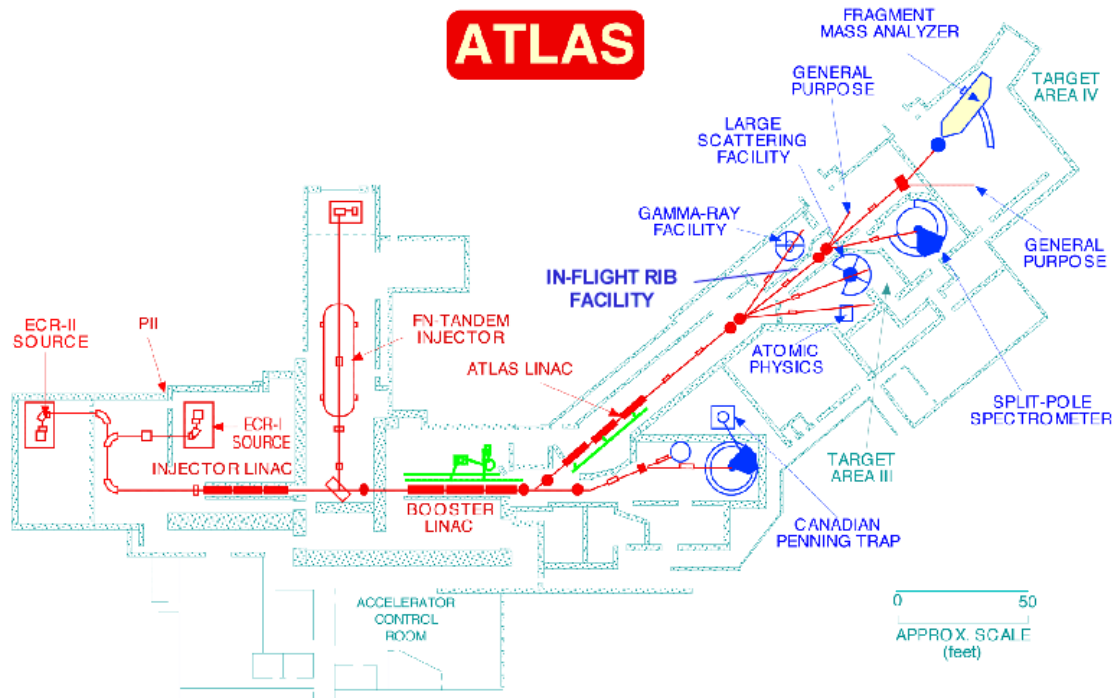 ATLAS
FRAGMENT
MASS ANALYZER
GENERAL
PURPOSE
TARGET
AREA IV
LARGE
SCATTERING
FACILITY
GAMMA-RAY
FACILITY
GENERAL
PURPOSE
IN-FLIGHT RIB
FACILITY
ECR-II
SOURCE
PII
FN-TANDEM
INJECTOR
ATLAS LINAC
ATOMIC
PHYSICS
SPLIT-POLE
SPECTROMETER
ECR-I
SOURCE
INJECTOR LINAC
TARGET
AREA III
BOOSTER
LINAC
CANADIAN
PENNING TRAP
ACCELERATOR
CONTROL
ROOM
0 50
APPROX. SCALE
(feet)